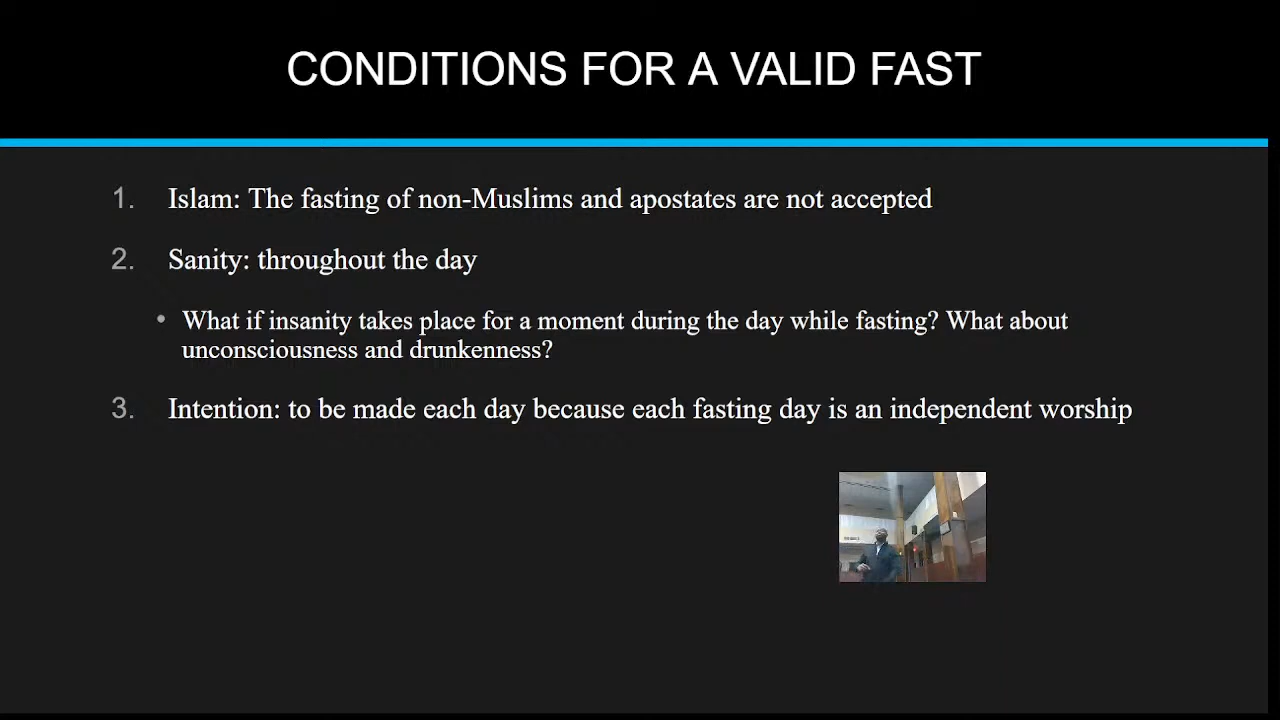 CONDITIONS FOR A VALID FAST
1. Islam: The fasting of non-Muslims and apostates are not accepted
2. Sanity: throughout the day
• What if insanity takes place for a moment during the day while fasting? What about
unconsciousness and drunkenness?
3. Intention: to be made each day because each fasting day is an independent worship